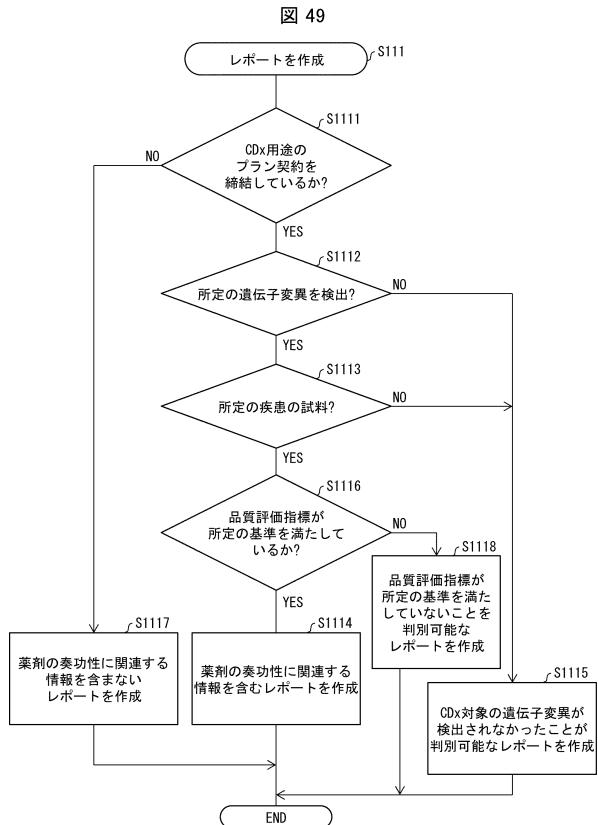 図 49
レポートを作成
S111
S1111
CDx用途の
プラン契約を
締結しているか?
NO
YES
S1112
所定の遺伝子変異を検出?
NO
YES
S1113
所定の疾患の試料?
NO
YES
S1116
品質評価指標が
所定の基準を満たして
いるか?
NO
YES
S1118
品質評価指標が
所定の基準を満た
していないことを
判別可能な
レポートを作成
S1117
薬剤の奏功性に関連する
情報を含まない
レポートを作成
S1114
薬剤の奏功性に関連する
情報を含むレポートを作成
S1115
CDx対象の遺伝子変異が
検出されなかったことが
判別可能なレポートを作成
END